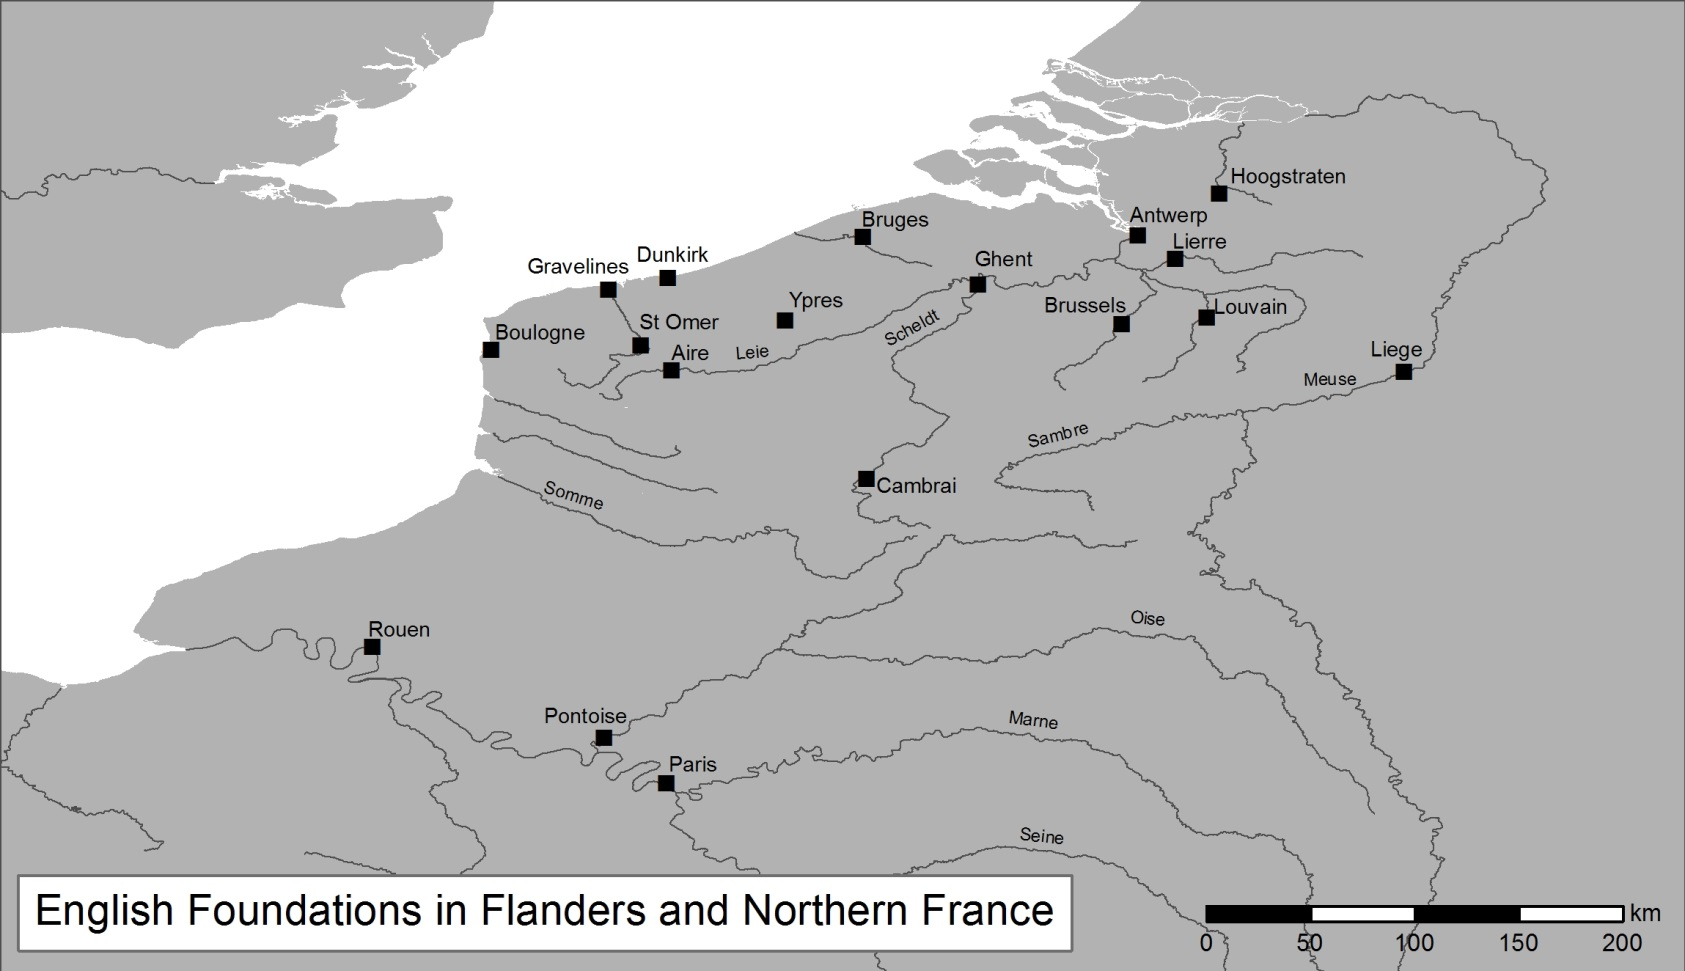 Hoogstraten
Antwerp
Bruges
Lierre
Dunkirk
Ghent
Gravelines
Ypres
Brussels
Louvain
St Omer
Scheldt
Boulogne
Aire
Leie
Liege
Meuse
Sambre
Cambrai
Somme
Oise
Rouen
Pontoise
Marne
Paris
Seine
English Foundations in Flanders and Northern France
km
0 50 100 150 200